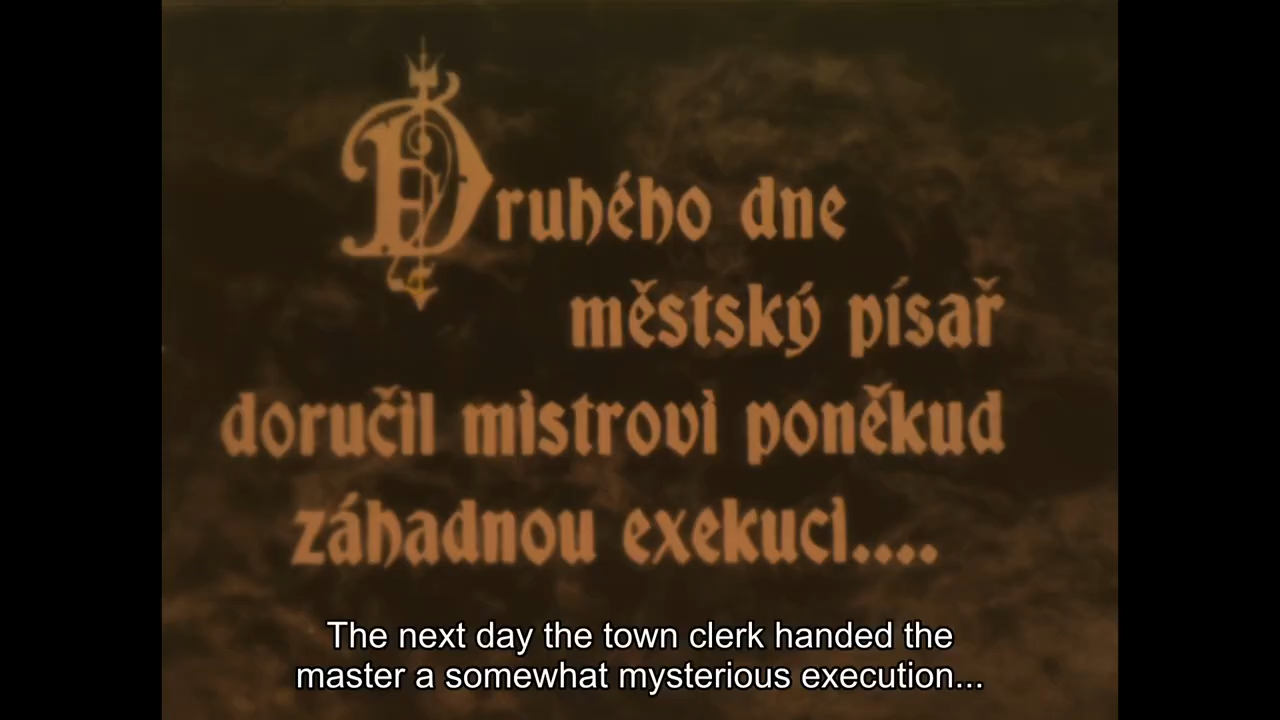 Druhého dne
městský písař
doručil mistrovi poněkud
záhadnou exekuci....
The next day the town clerk handed the
master a somewhat mysterious execution...